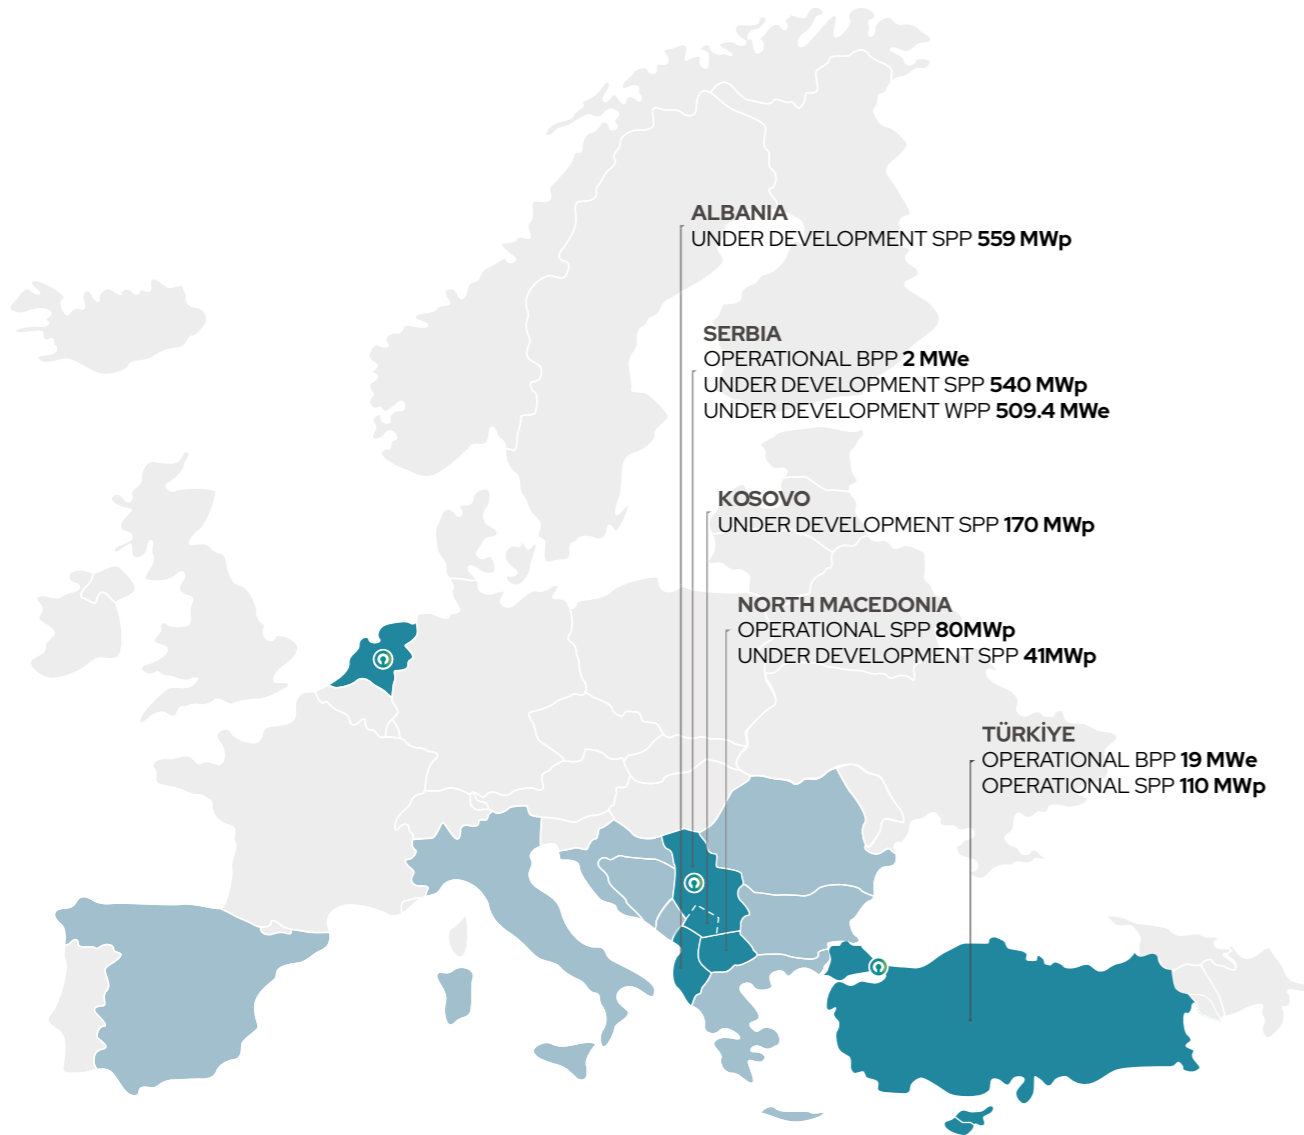 ALBANIA
UNDER DEVELOPMENT SPP 559 MWp
SERBIA
OPERATIONAL BPP 2 MWe
UNDER DEVELOPMENT SPP 540 MWp
UNDER DEVELOPMENT WPP 509.4 MWe
KOSOVO
UNDER DEVELOPMENT SPP 170 MWp
NORTH MACEDONIA
OPERATIONAL SPP 80MWp
UNDER DEVELOPMENT SPP 41MWp
TÜRKİYE
OPERATIONAL BPP 19 MWe
OPERATIONAL SPP 110 MWp